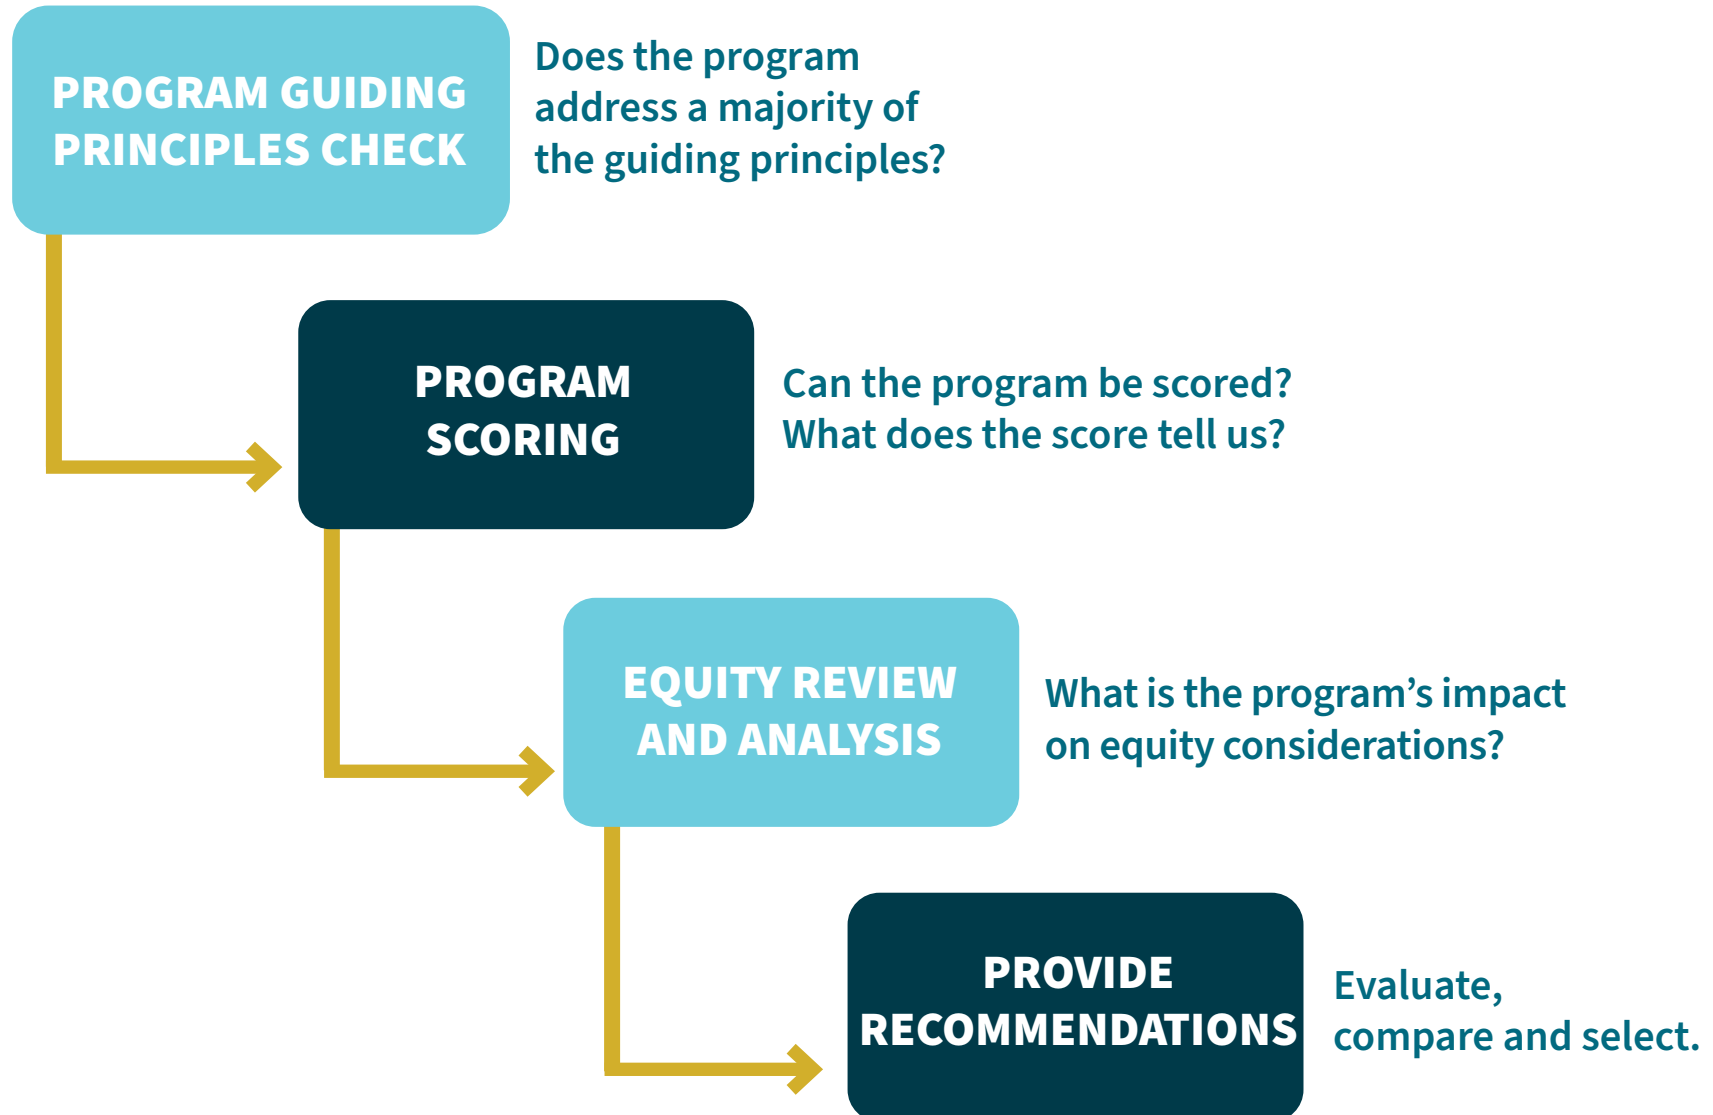 PROGRAM GUIDING
PRINCIPLES CHECK
Does the program
address a majority of
the guiding principles?
PROGRAM
SCORING
Can the program be scored?
What does the score tell us?
EQUITY REVIEW
AND ANALYSIS
What is the program’s impact
on equity considerations?
PROVIDE
RECOMMENDATIONS
Evaluate,
compare and select.